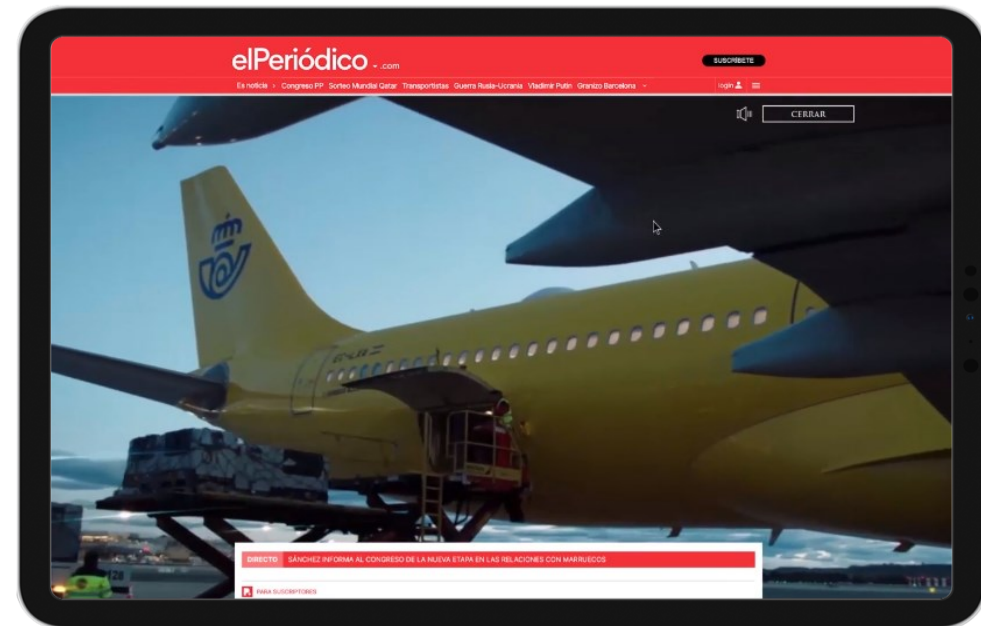 elPeriódico .com
SUSCRÍBETE
Es noticia Congreso PP Sorteo Mundial Qatar Transportistas Guerra Rusia-Ucrania Vladimir Putin Granizo Barcelona
login
CERRAR
DIRECTO SÁNCHEZ INFORMA AL CONGRESO DE LA NUEVA ETAPA EN LAS RELACIONES CON MARRUECOS
PARA SUSCRIPTORES